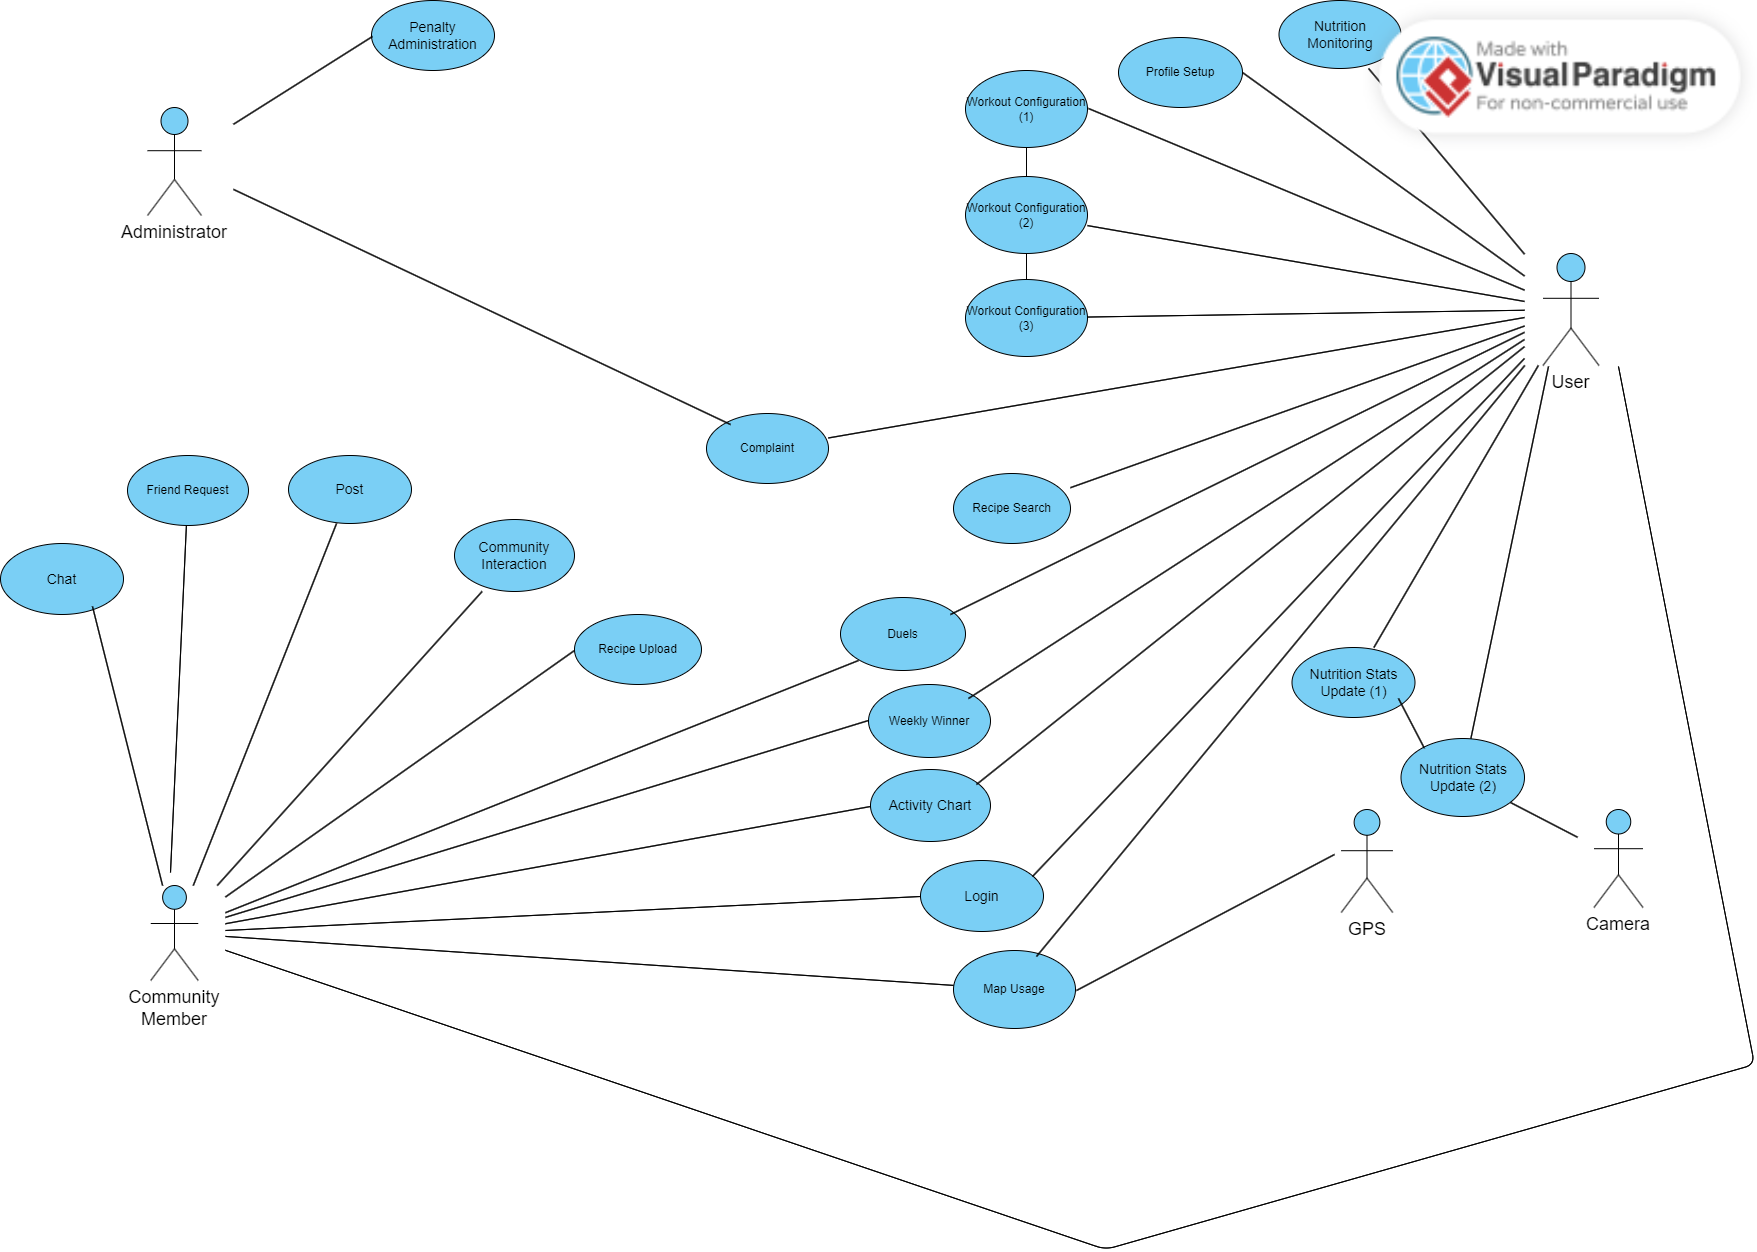 Penalty
Administration
Nutrition
Monitoring
Made with
Visual Paradigm
For non-commercial use
Profile Setup
Workout Configuration
(1)
Administrator
Workout Configuration
(2)
Workout Configuration
(3)
User
Complaint
Friend Request
Post
Recipe Search
Community
Interaction
Chat
Duels
Recipe Upload
Nutrition Stats
Update (1)
Weekly Winner
Nutrition Stats
Update (2)
Activity Chart
Login
GPS
Camera
Map Usage
Community
Member